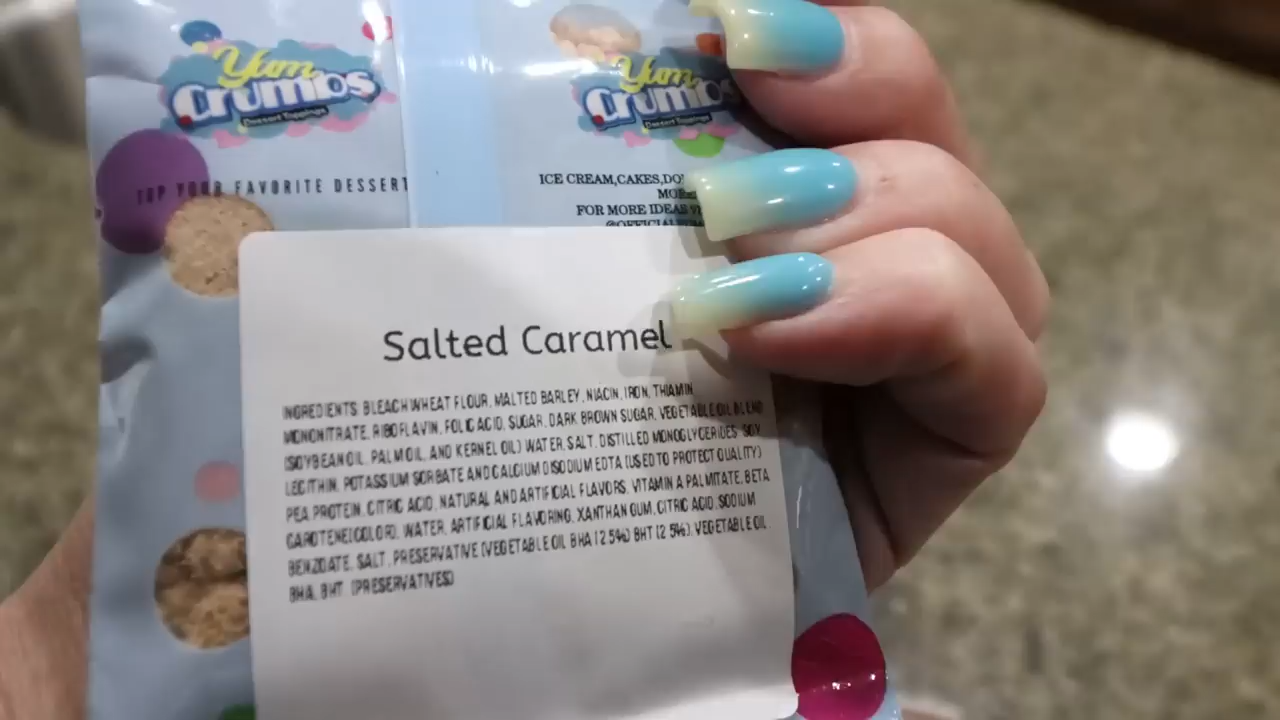 Yum
Crumbs
Dessert Toppings
Yum
Crumbs
Dessert Toppings
TOP YOUR FAVORITE DESSERT
ICE CREAM,CAKES,DO
MORE
FOR MORE IDEAS
Salted Caramel
INGREDIENTS: BLEACH WHEAT FLOUR, MALTED BARLEY, NIACIN, IRON, THIAMIN
MONONITRATE, RIBOFLAVIN, FOLIC ACID, SUGAR, DARK BROWN SUGAR, VEGETABLE OIL BLEND
(SOYBEAN OIL, PALM OIL, AND KERNEL OIL) WATER, SALT, DISTILLED MONOGLYCERIDES, SOY
LECITHIN, POTASSIUM SORBATE AND CALCIUM DISODIUM EDTA (USED TO PROTECT QUALITY)
PEA PROTEIN, CITRIC ACID, NATURAL AND ARTIFICIAL FLAVORS, VITAMIN A PALMITATE, BETA
CAROTENE(COLOR), WATER, ARTIFICIAL FLAVORING, XANTHAN GUM, CITRIC ACID, SODIUM
BENZOATE, SALT, PRESERVATIVE (VEGETABLE OIL BHA (2.5%) BHT (2.5%), VEGETABLE OIL,
BHA, BHT, (PRESERVATIVES)